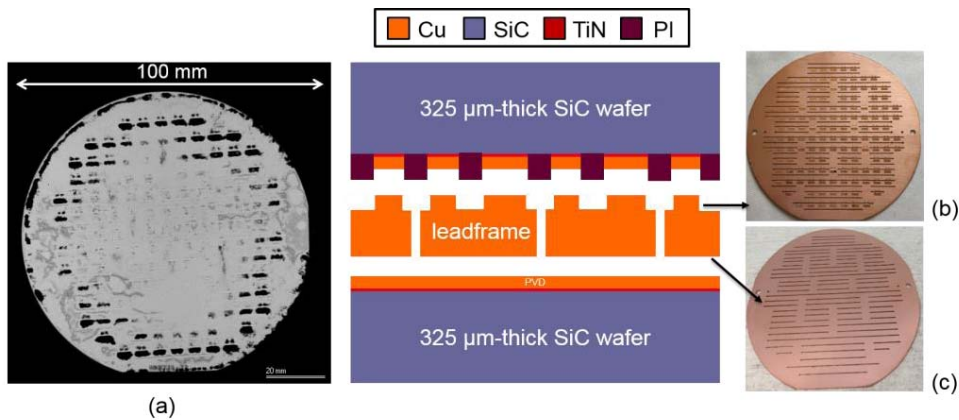 Cu SiC TiN PI
100 mm
20 mm
(a)
325 µm-thick SiC wafer
leadframe
PVD
325 µm-thick SiC wafer
(b)
(c)